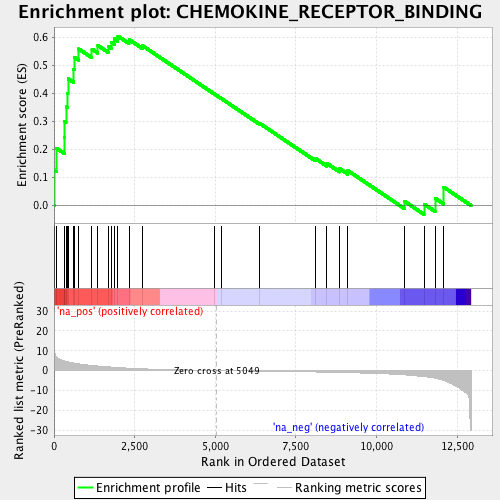 Enrichment plot: CHEMOKINE_RECEPTOR_BINDING
Enrichment score (ES)
0.6
0.5
0.4
0.3
0.2
0.1
0.0
'na_pos' (positively correlated)
Ranked list metric (PreRanked)
30
20
10
0
-10
-20
-30
Zero cross at 5049
'na_neg' (negatively correlated)
0 2,500 5,000 7,500 10,000 12,500
Rank in Ordered Dataset
Enrichment profile Hits Ranking metric scores